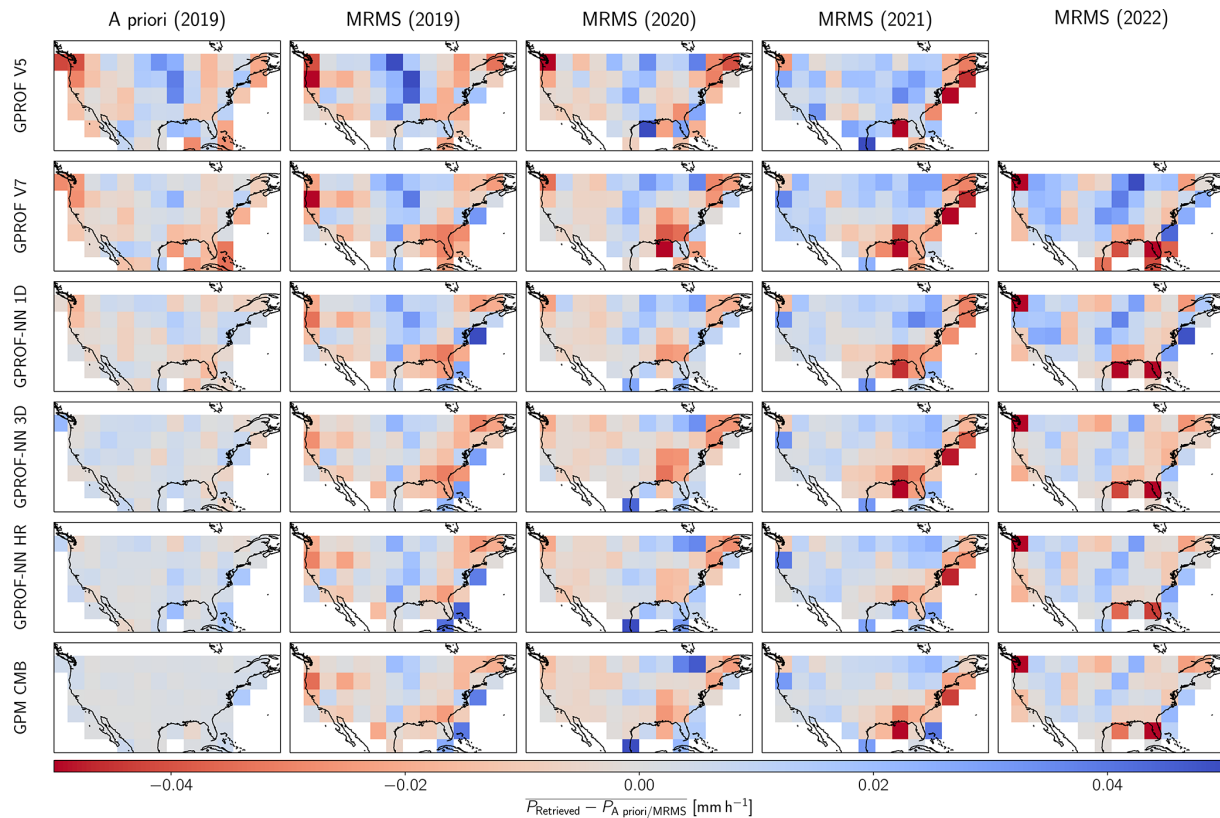 A priori (2019) MRMS (2019) MRMS (2020) MRMS (2021) MRMS (2022)
GPROF V5
GPROF V7
GPROF-NN 1D
GPROF-NN 3D
GPROF-NN HR
GPM CMB
−0.04 −0.02 0.00 0.02 0.04
P_Retrieved − P_A priori/MRMS [mm h⁻¹]